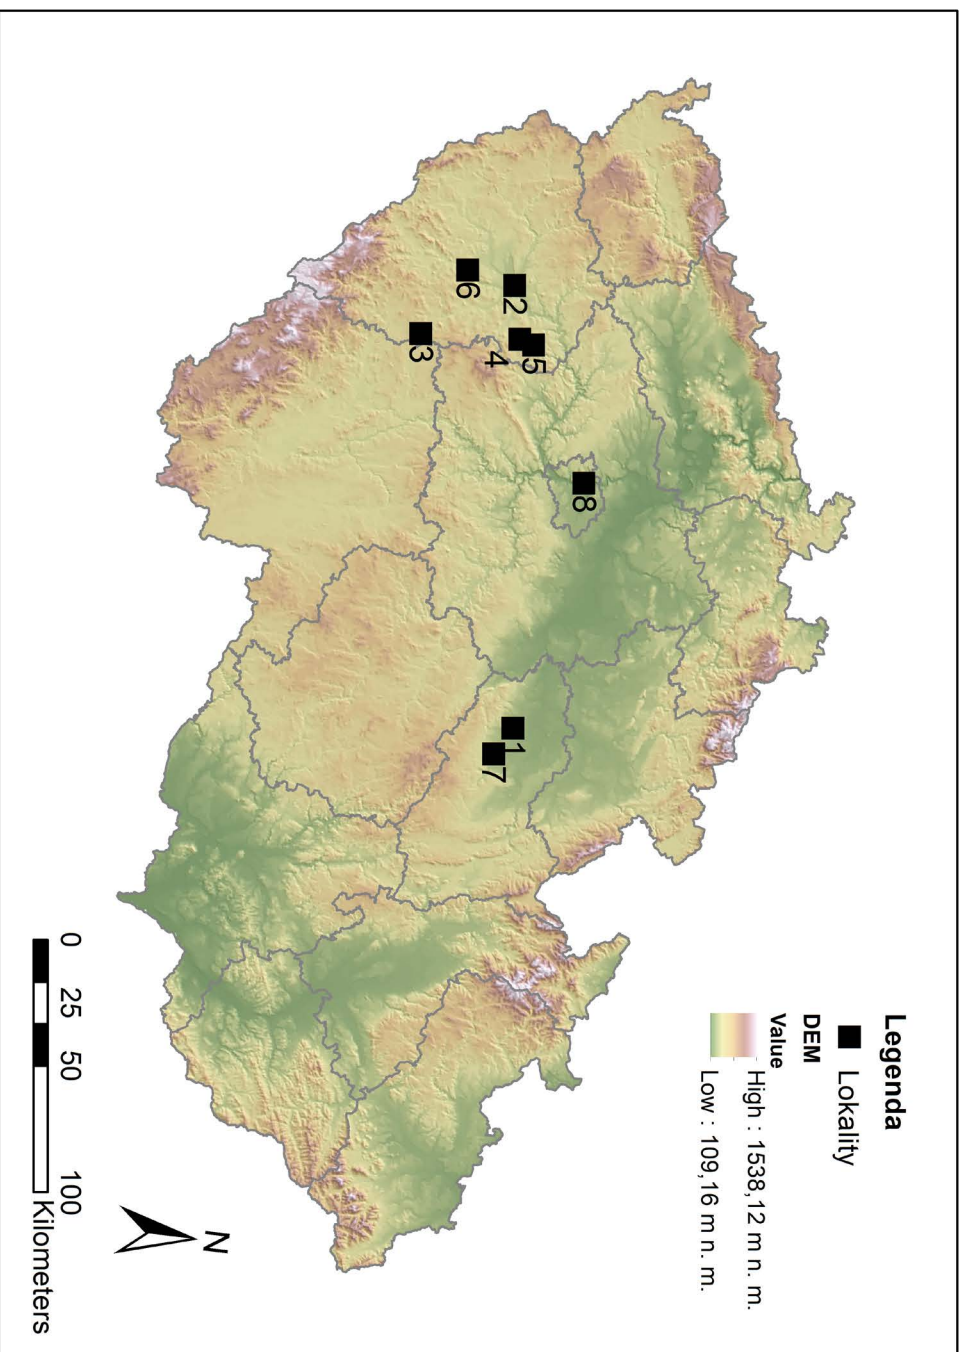 Legenda
Lokality
DEM
Value
High : 1538,12 m n. m.
Low : 109,16 m n. m.
8
5
2
4
1
6
7
3
N
0 25 50 100
Kilometers